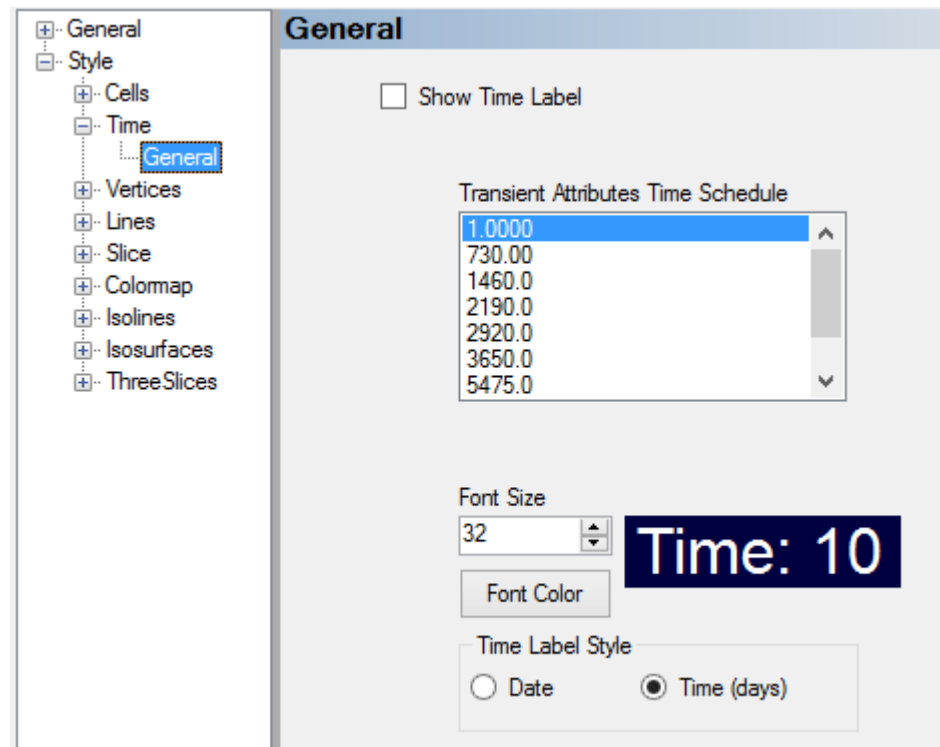 General
Style
Cells
Time
General
Vertices
Lines
Slice
Colormap
Isolines
Isosurfaces
ThreeSlices
General
Show Time Label
Transient Attributes Time Schedule
1.0000
730.00
1460.0
2190.0
2920.0
3650.0
5475.0
Font Size
32
Time: 10
Font Color
Time Label Style
Date Time (days)